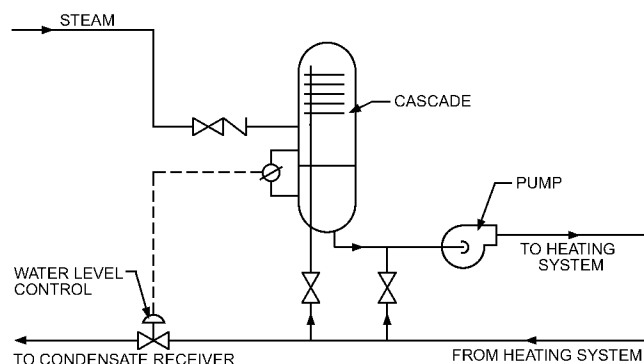 STEAM
CASCADE
PUMP
TO HEATING
SYSTEM
WATER LEVEL
CONTROL
TO CONDENSATE RECEIVER
FROM HEATING SYSTEM